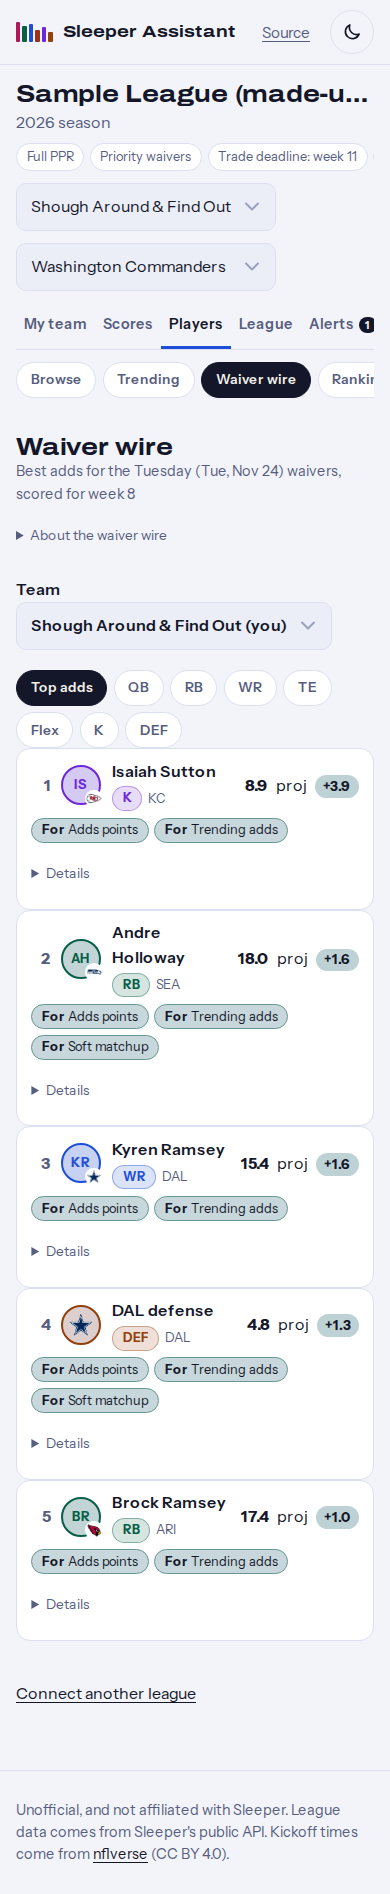 Sleeper Assistant
Source
Sample League (made-u...
2026 season
Full PPR
Priority waivers
Trade deadline: week 11
Shough Around & Find Out
Washington Commanders
My team
Scores
Players
League
Alerts 1
Browse
Trending
Waiver wire
Rankin
Waiver wire
Best adds for the Tuesday (Tue, Nov 24) waivers,
scored for week 8
About the waiver wire
Team
Shough Around & Find Out (you)
Top adds
QB
RB
WR
TE
Flex
K
DEF
1 IS Isaiah Sutton 8.9 proj +3.9
K KC
For Adds points For Trending adds
Details
2 AH Andre
Holloway 18.0 proj +1.6
RB SEA
For Adds points For Trending adds
For Soft matchup
Details
3 KR Kyren Ramsey 15.4 proj +1.6
WR DAL
For Adds points For Trending adds
Details
4 DAL defense 4.8 proj +1.3
DEF DAL
For Adds points For Trending adds
For Soft matchup
Details
5 BR Brock Ramsey 17.4 proj +1.0
RB ARI
For Adds points For Trending adds
Details
Connect another league
Unofficial, and not affiliated with Sleeper. League
data comes from Sleeper's public API. Kickoff times
come from nflverse (CC BY 4.0).